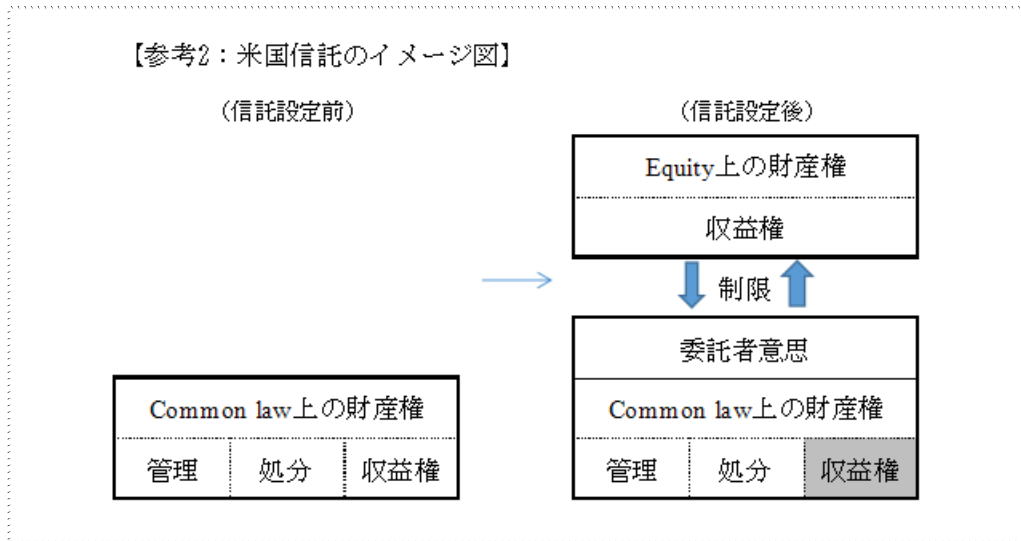 【参考2：米国信託のイメージ図】
（信託設定前）
（信託設定後）
Equity上の財産権
収益権
制限
委託者意思
Common law上の財産権
管理
処分
収益権
Common law上の財産権
管理
処分
収益権